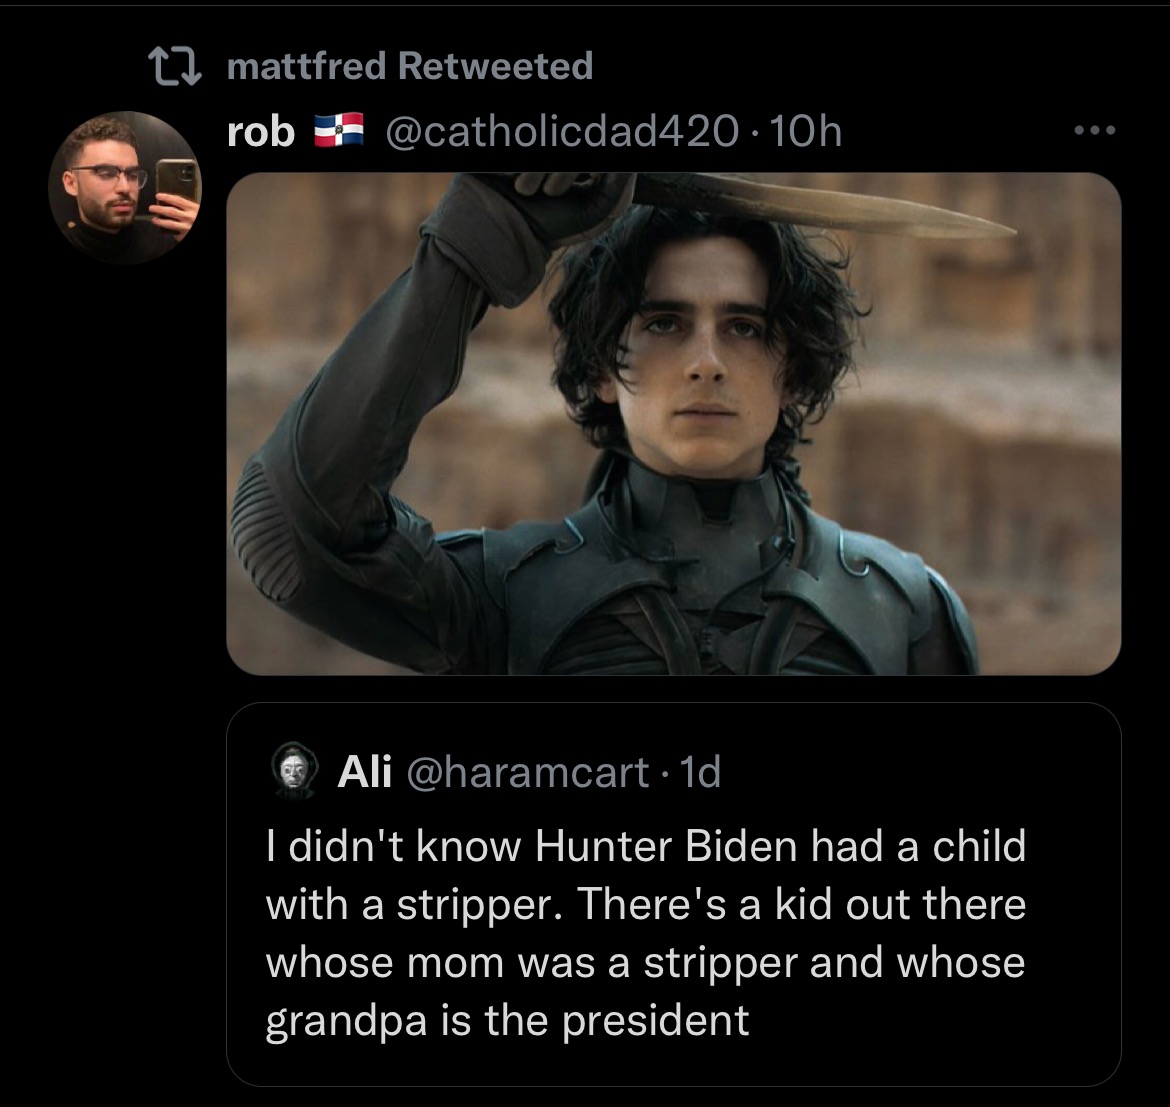 mattfred Retweeted
rob 🇩🇴 @catholicdad420 · 10h
Ali @haramcart · 1d
I didn't know Hunter Biden had a child
with a stripper. There's a kid out there
whose mom was a stripper and whose
grandpa is the president